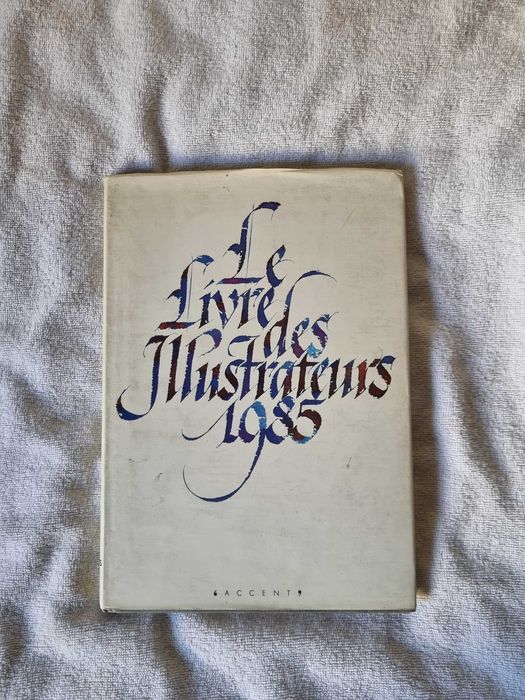 Le
Livre
des
Illustrateurs
1985
‘ACCENT’